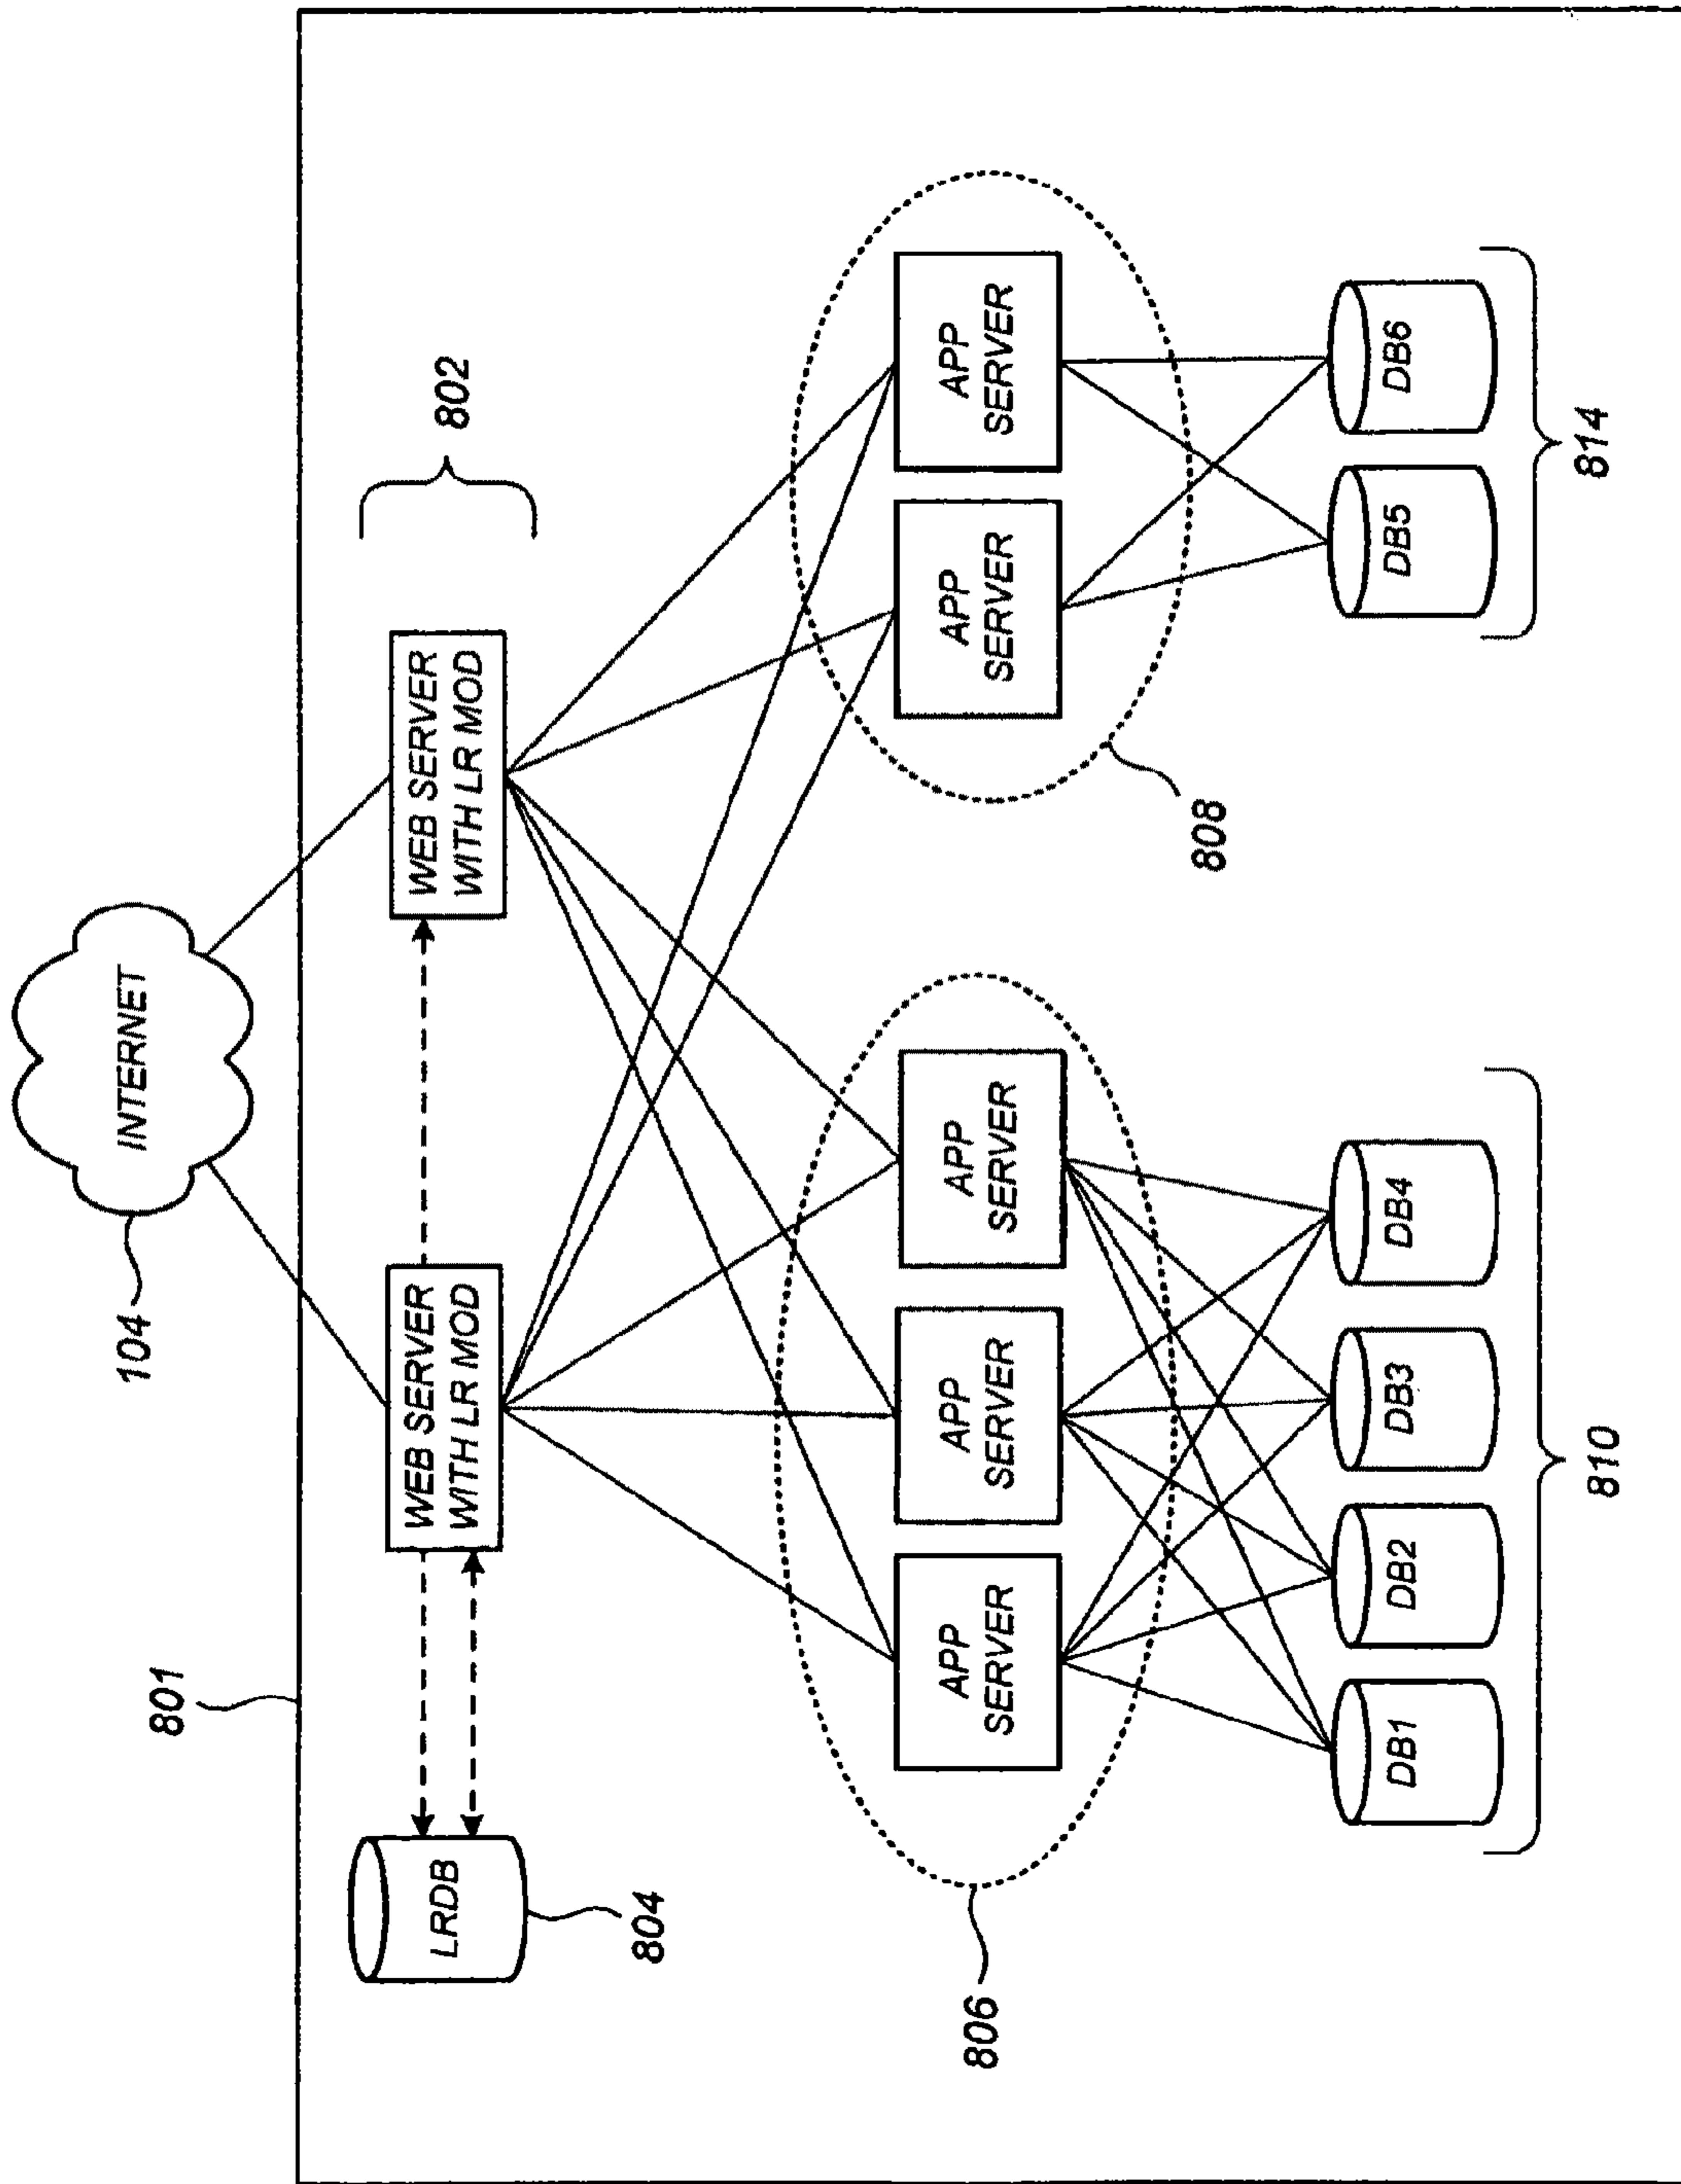 INTERNET
104
801
LRDB
804
WEB SERVER
WITH LR MOD
WEB SERVER
WITH LR MOD
802
806
APP
SERVER
APP
SERVER
APP
SERVER
808
APP
SERVER
APP
SERVER
DB1
DB2
DB3
DB4
810
DB5
DB6
814